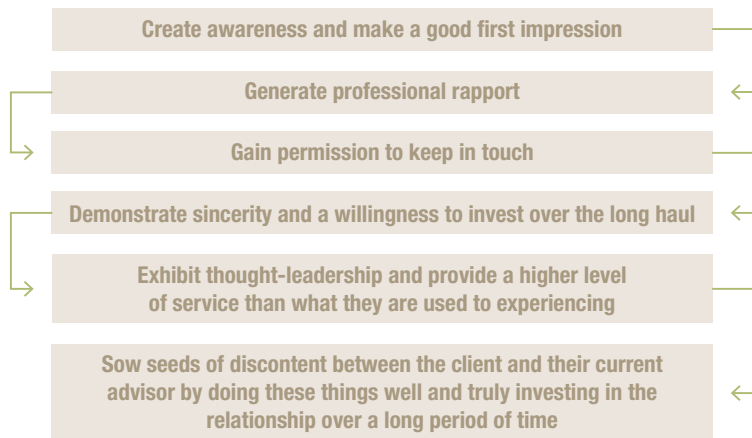 Create awareness and make a good first impression
Generate professional rapport
Gain permission to keep in touch
Demonstrate sincerity and a willingness to invest over the long haul
Exhibit thought-leadership and provide a higher level
of service than what they are used to experiencing
Sow seeds of discontent between the client and their current
advisor by doing these things well and truly investing in the
relationship over a long period of time